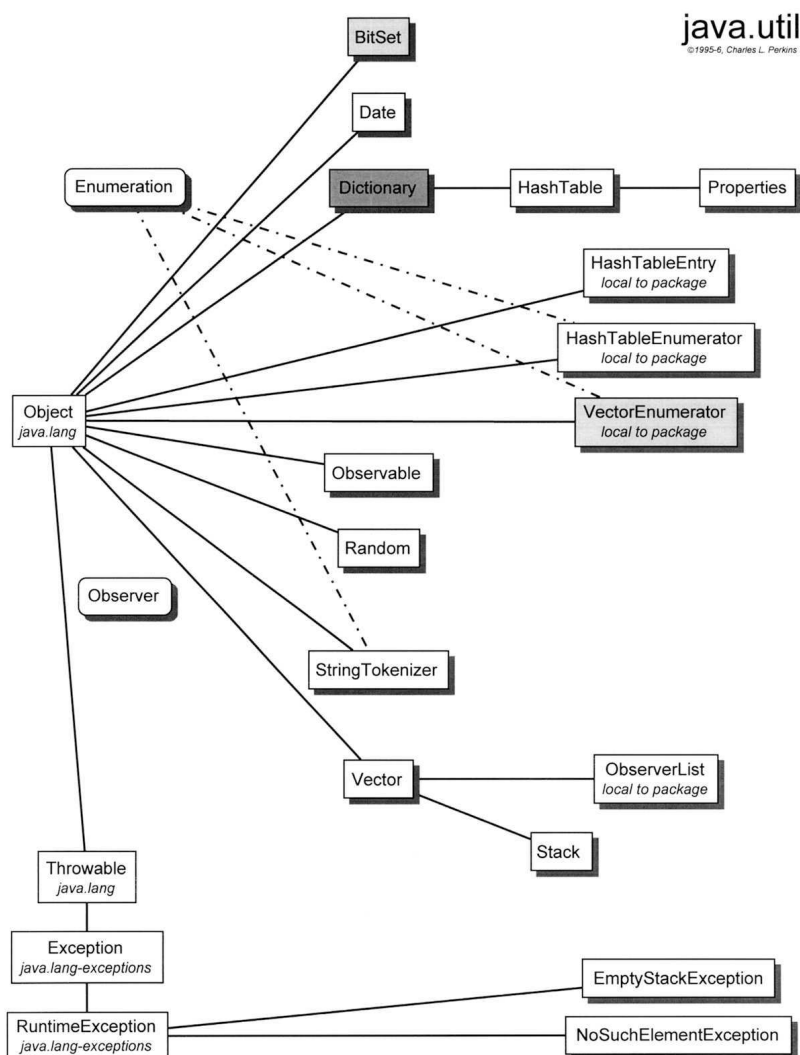 java.util
©1995-6, Charles L. Perkins
BitSet
Date
Enumeration
Dictionary
HashTable
Properties
HashTableEntry
local to package
HashTableEnumerator
local to package
VectorEnumerator
local to package
Object
java.lang
Observable
Random
Observer
StringTokenizer
Vector
ObserverList
local to package
Stack
Throwable
java.lang
Exception
java.lang-exceptions
RuntimeException
java.lang-exceptions
EmptyStackException
NoSuchElementException